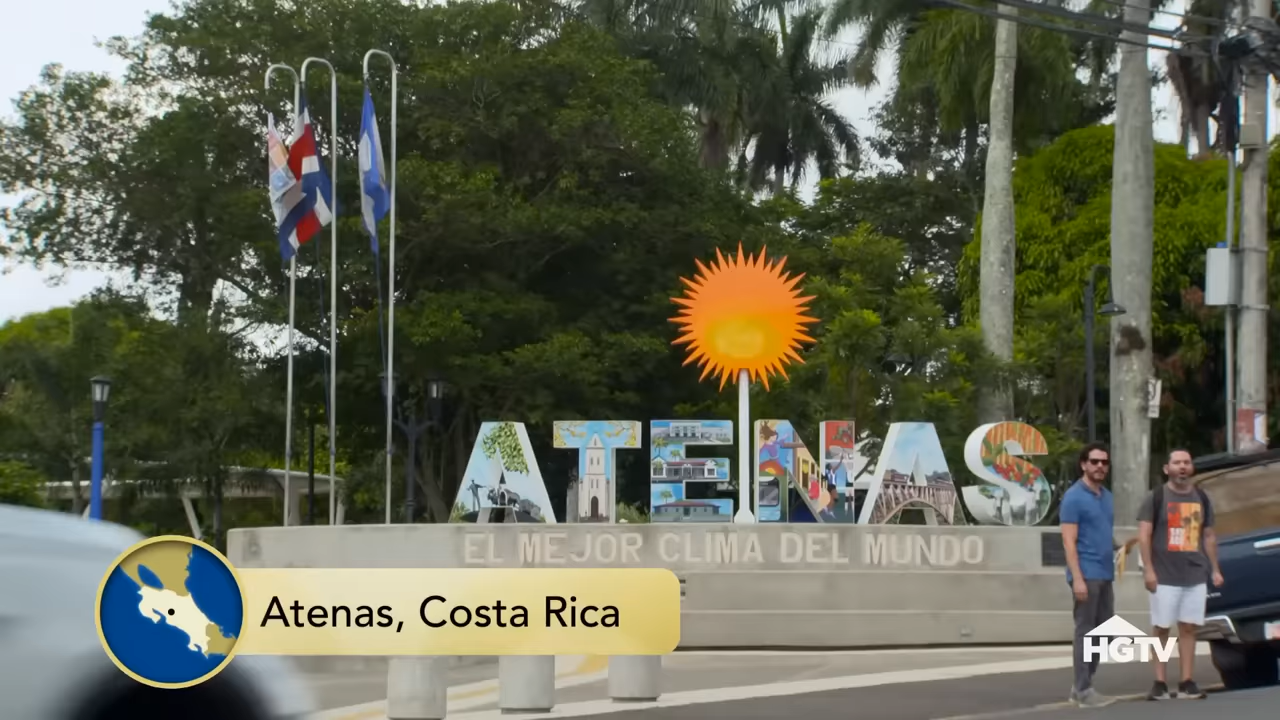 ATENAS
EL MEJOR CLIMA DEL MUNDO
Atenas, Costa Rica
HGTV